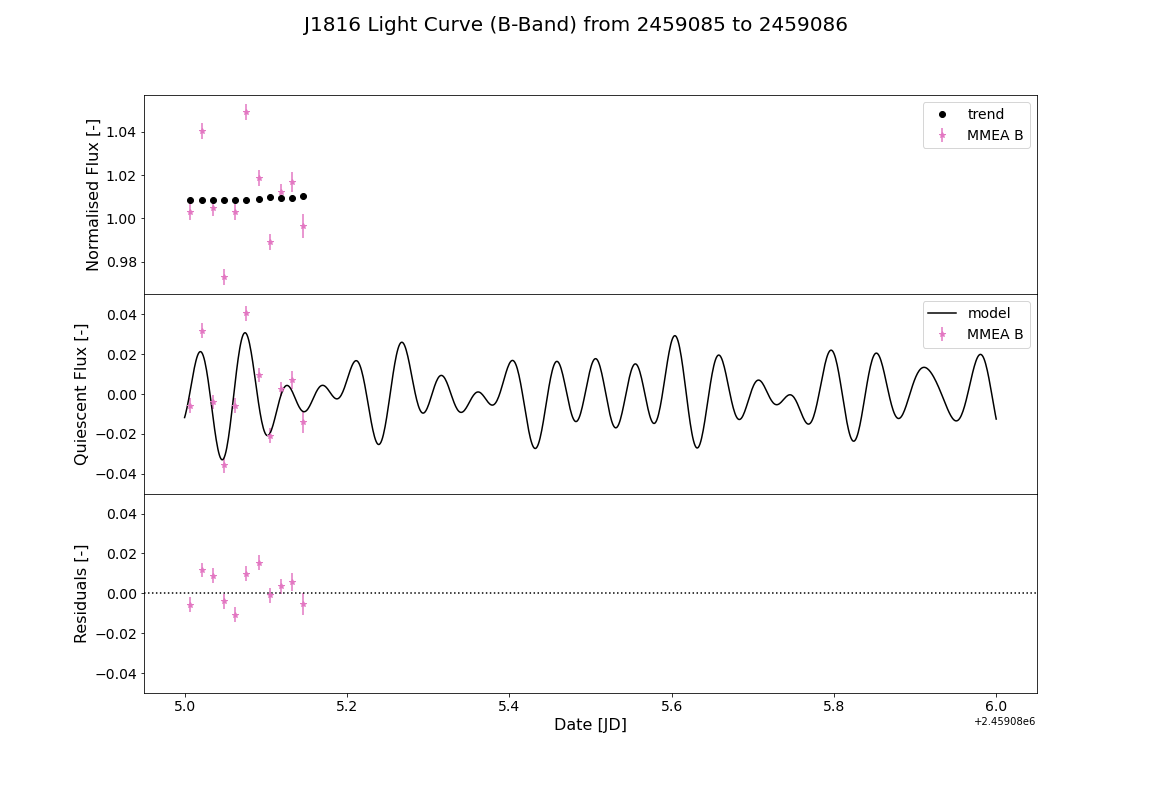 J1816 Light Curve (B-Band) from 2459085 to 2459086
Normalised Flux [-]
1.04
1.02
1.00
0.98
trend
MMEA B
Quiescent Flux [-]
0.04
0.02
0.00
−0.02
−0.04
model
MMEA B
Residuals [-]
0.04
0.02
0.00
−0.02
−0.04
5.0 5.2 5.4 5.6 5.8 6.0
Date [JD]
+2.45908e6